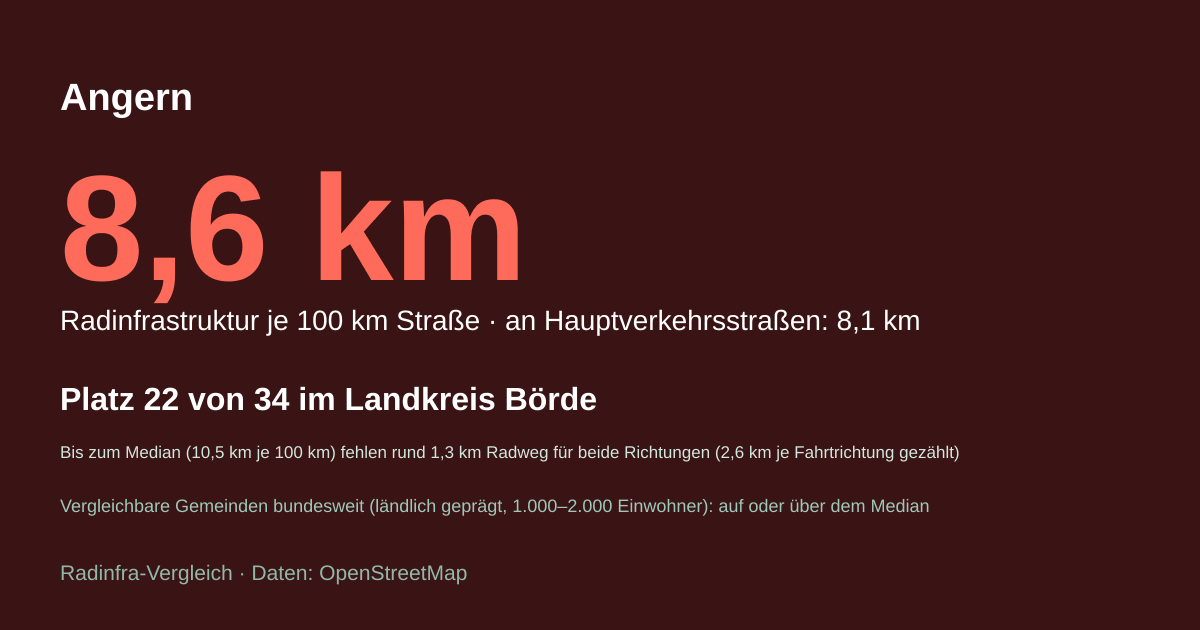 Angern
8,6 km
Radinfrastruktur je 100 km Straße · an Hauptverkehrsstraßen: 8,1 km
Platz 22 von 34 im Landkreis Börde
Bis zum Median (10,5 km je 100 km) fehlen rund 1,3 km Radweg für beide Richtungen (2,6 km je Fahrtrichtung gezählt)
Vergleichbare Gemeinden bundesweit (ländlich geprägt, 1.000–2.000 Einwohner): auf oder über dem Median
Radinfra-Vergleich · Daten: OpenStreetMap